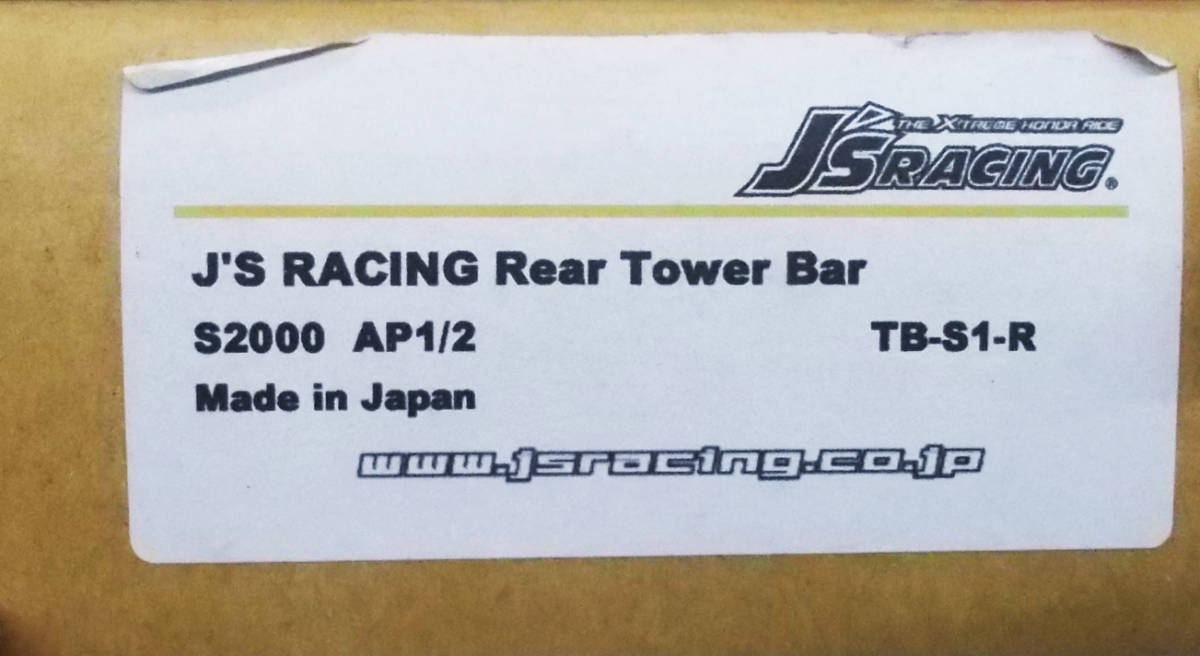 THE X'TREME HONDA RIDE
J'S RACING®
J'S RACING Rear Tower Bar
S2000 AP1/2 TB-S1-R
Made in Japan
www.jsracing.co.jp